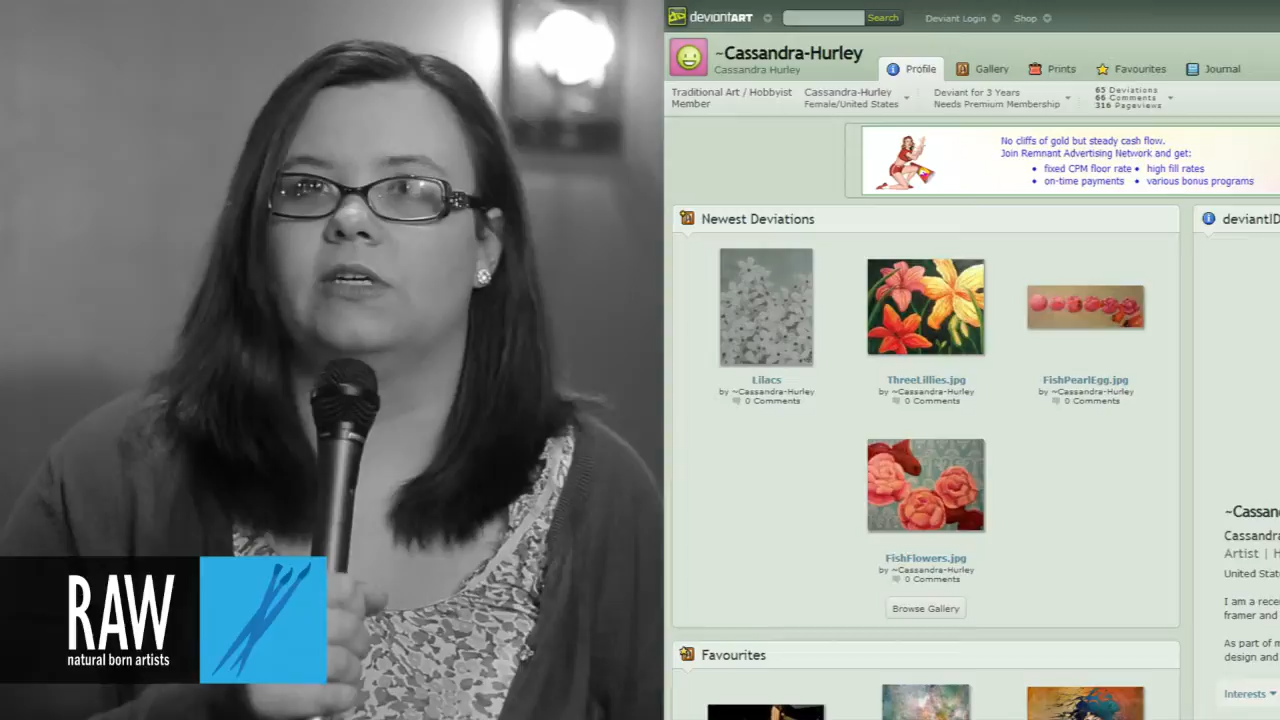 RAW
natural born artists
deviantART
Search
Deviant Login
Shop
~Cassandra-Hurley
Cassandra Hurley
Profile
Gallery
Prints
Favourites
Journal
Traditional Art / Hobbyist
Member
Cassandra-Hurley
Female/United States
Deviant for 3 Years
Needs Premium Membership
65 Deviations
66 Comments
316 Pageviews
No cliffs of gold but steady cash flow.
Join Remnant Advertising Network and get:
• fixed CPM floor rate • high fill rates
• on-time payments • various bonus programs
Newest Deviations
Lilacs
by ~Cassandra-Hurley
0 Comments
ThreeLillies.jpg
by ~Cassandra-Hurley
0 Comments
FishPearlEgg.jpg
by ~Cassandra-Hurley
0 Comments
FishFlowers.jpg
by ~Cassandra-Hurley
0 Comments
Browse Gallery
Favourites
deviantID
~Cassan
Cassandra
Artist | H
United State
I am a rece
framer and
As part of m
design and
Interests